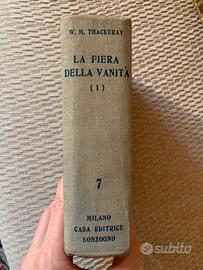 W. M. THACKERAY
LA FIERA
DELLA VANITÀ
( I )
7
MILANO
CASA EDITRICE
SONZOGNO
subito